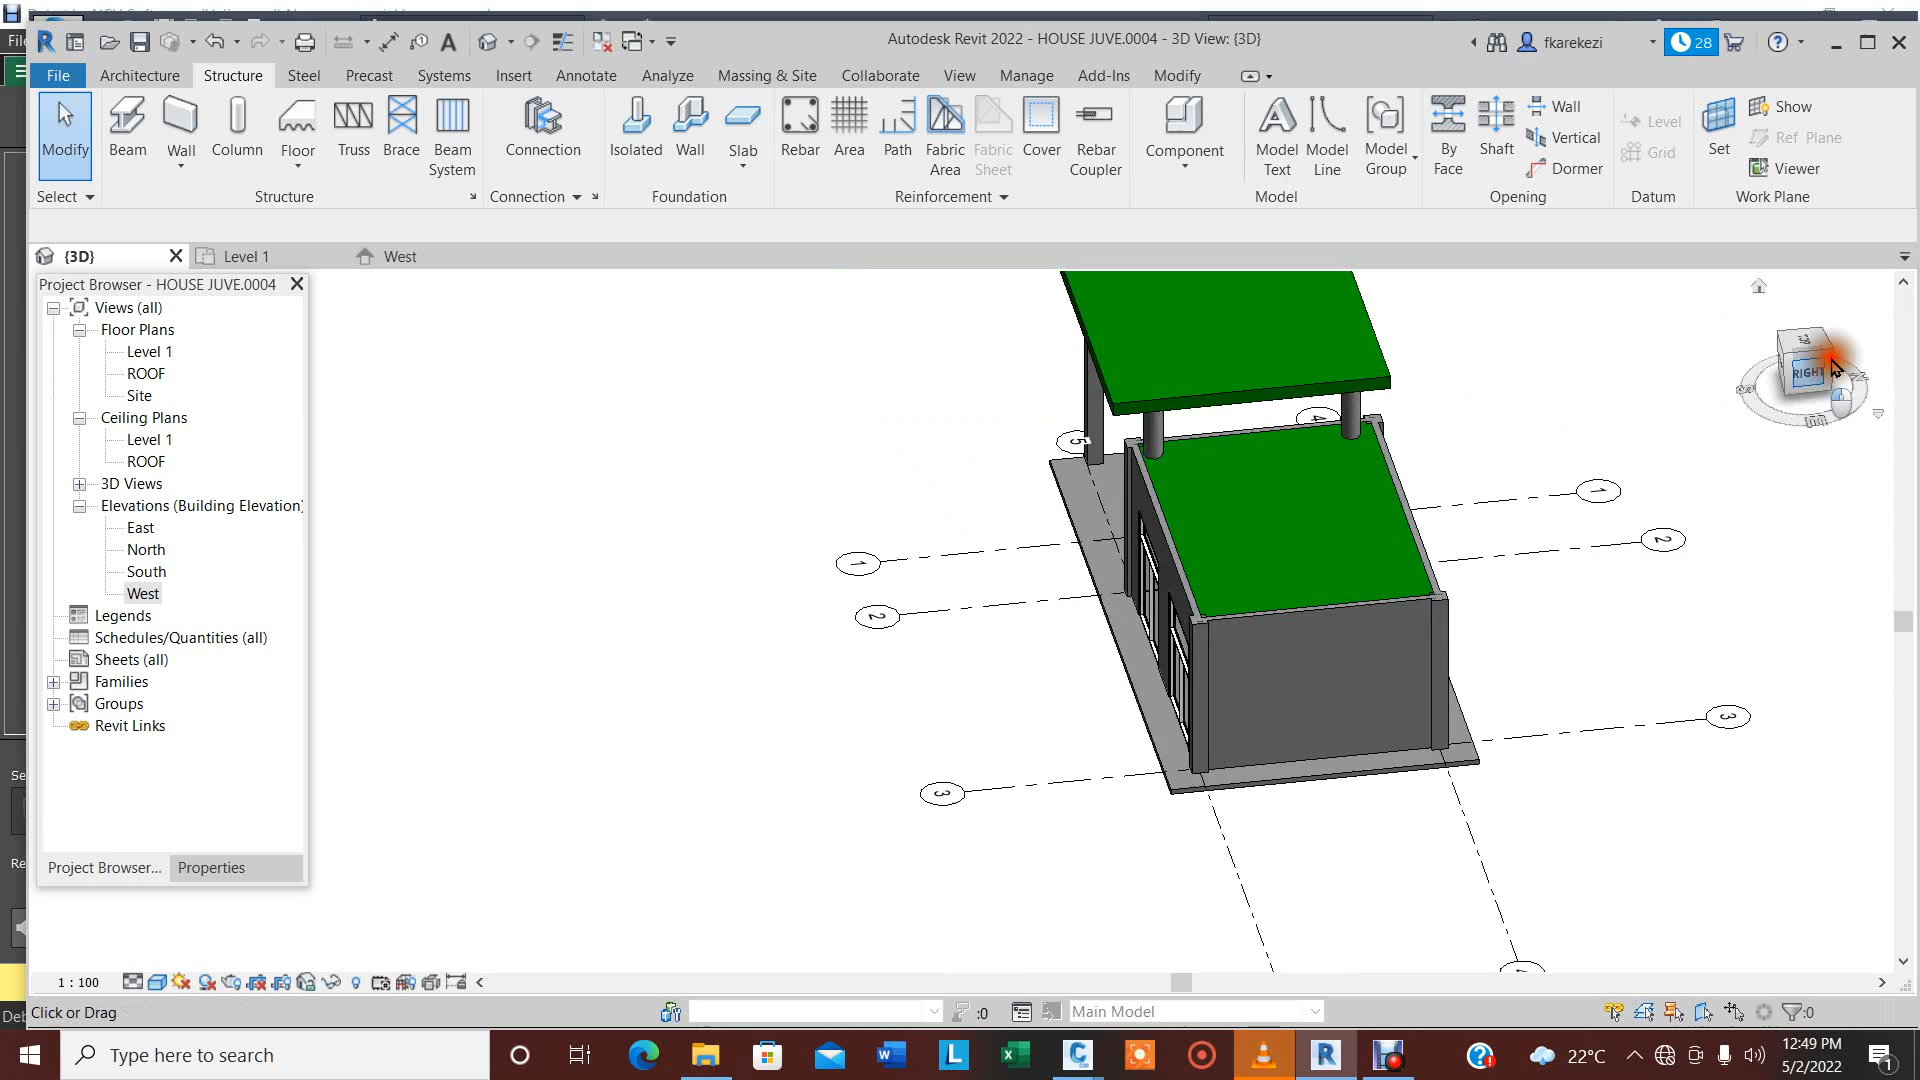 Autodesk Revit 2022 - HOUSE JUVE.0004 - 3D View: {3D}
fkarekezi
28
File Architecture Structure Steel Precast Systems Insert Annotate Analyze Massing & Site Collaborate View Manage Add-Ins Modify
Modify
Beam
Wall
Column
Floor
Truss
Brace
Beam System
Connection
Isolated
Wall
Slab
Rebar
Area
Path
Fabric Area
Fabric Sheet
Cover
Rebar Coupler
Component
Model Text
Model Line
Model Group
By Face
Shaft
Wall
Vertical
Dormer
Level
Grid
Set
Show
Ref Plane
Viewer
Select
Structure
Connection
Foundation
Reinforcement
Model
Opening
Datum
Work Plane
{3D}
Level 1
West
Project Browser - HOUSE JUVE.0004
Views (all)
Floor Plans
Level 1
ROOF
Site
Ceiling Plans
Level 1
ROOF
3D Views
Elevations (Building Elevation)
East
North
South
West
Legends
Schedules/Quantities (all)
Sheets (all)
Families
Groups
Revit Links
Project Browser...
Properties
TOP
RIGHT
4
5
1
2
1
2
3
3
1 : 100
Click or Drag
:0
Main Model
:0
Type here to search
22°C
12:49 PM
5/2/2022
1